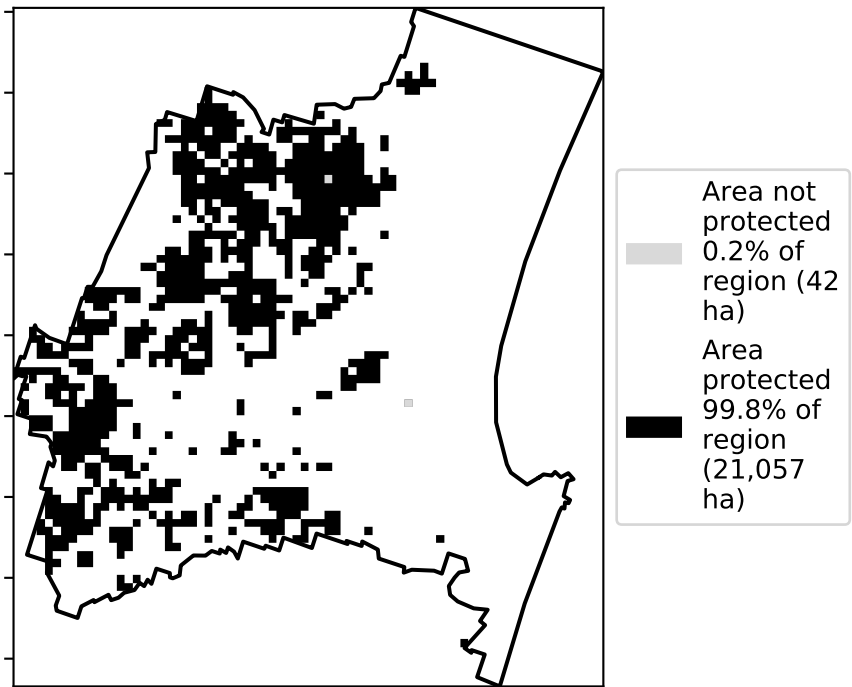 Area not
protected
0.2% of
region (42
ha)
Area
protected
99.8% of
region
(21,057
ha)